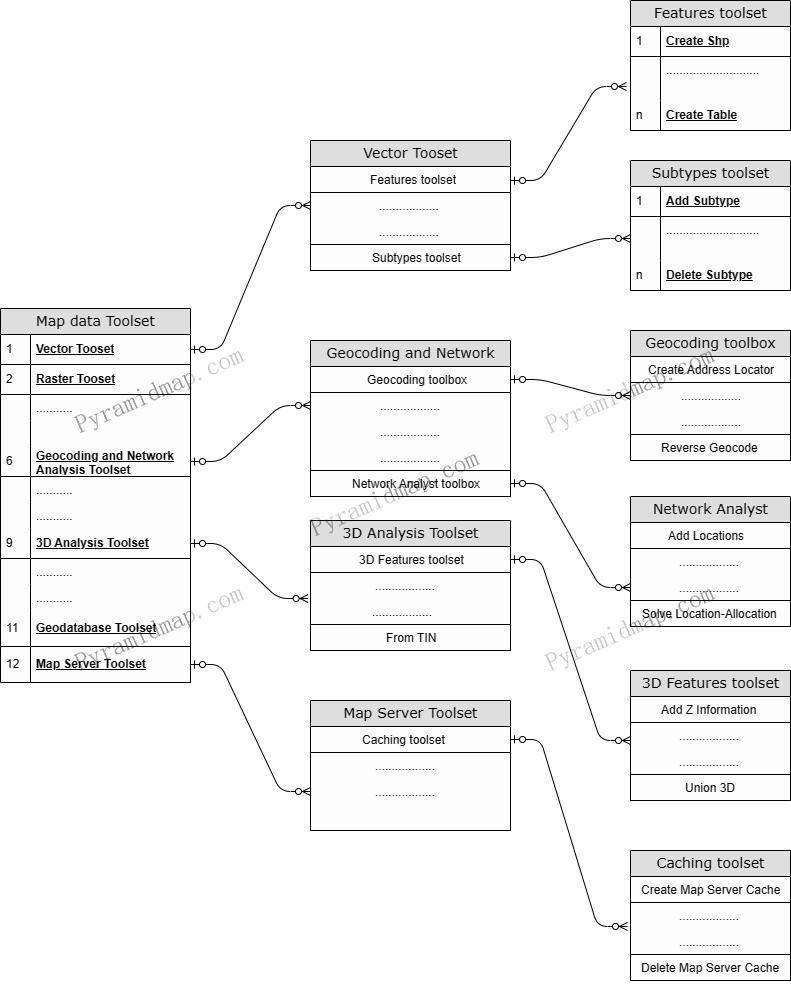 Features toolset
1 Create Shp
............................
n Create Table
Vector Tooset
Features toolset
..................
..................
Subtypes toolset
Subtypes toolset
1 Add Subtype
............................
n Delete Subtype
Map data Toolset
1 Vector Tooset
2 Raster Tooset
...........
6 Geocoding and Network
Analysis Toolset
...........
...........
9 3D Analysis Toolset
...........
...........
11 Geodatabase Toolset
12 Map Server Toolset
Geocoding and Network
Geocoding toolbox
..................
..................
..................
Network Analyst toolbox
Geocoding toolbox
Create Address Locator
..................
..................
Reverse Geocode
Network Analyst
Add Locations
..................
..................
Solve Location-Allocation
3D Analysis Toolset
3D Features toolset
..................
..................
From TIN
3D Features toolset
Add Z Information
..................
..................
Union 3D
Map Server Toolset
Caching toolset
..................
..................
Caching toolset
Create Map Server Cache
..................
..................
Delete Map Server Cache
Pyramidmap.com
Pyramidmap.com
Pyramidmap.com
Pyramidmap.com
Pyramidmap.com